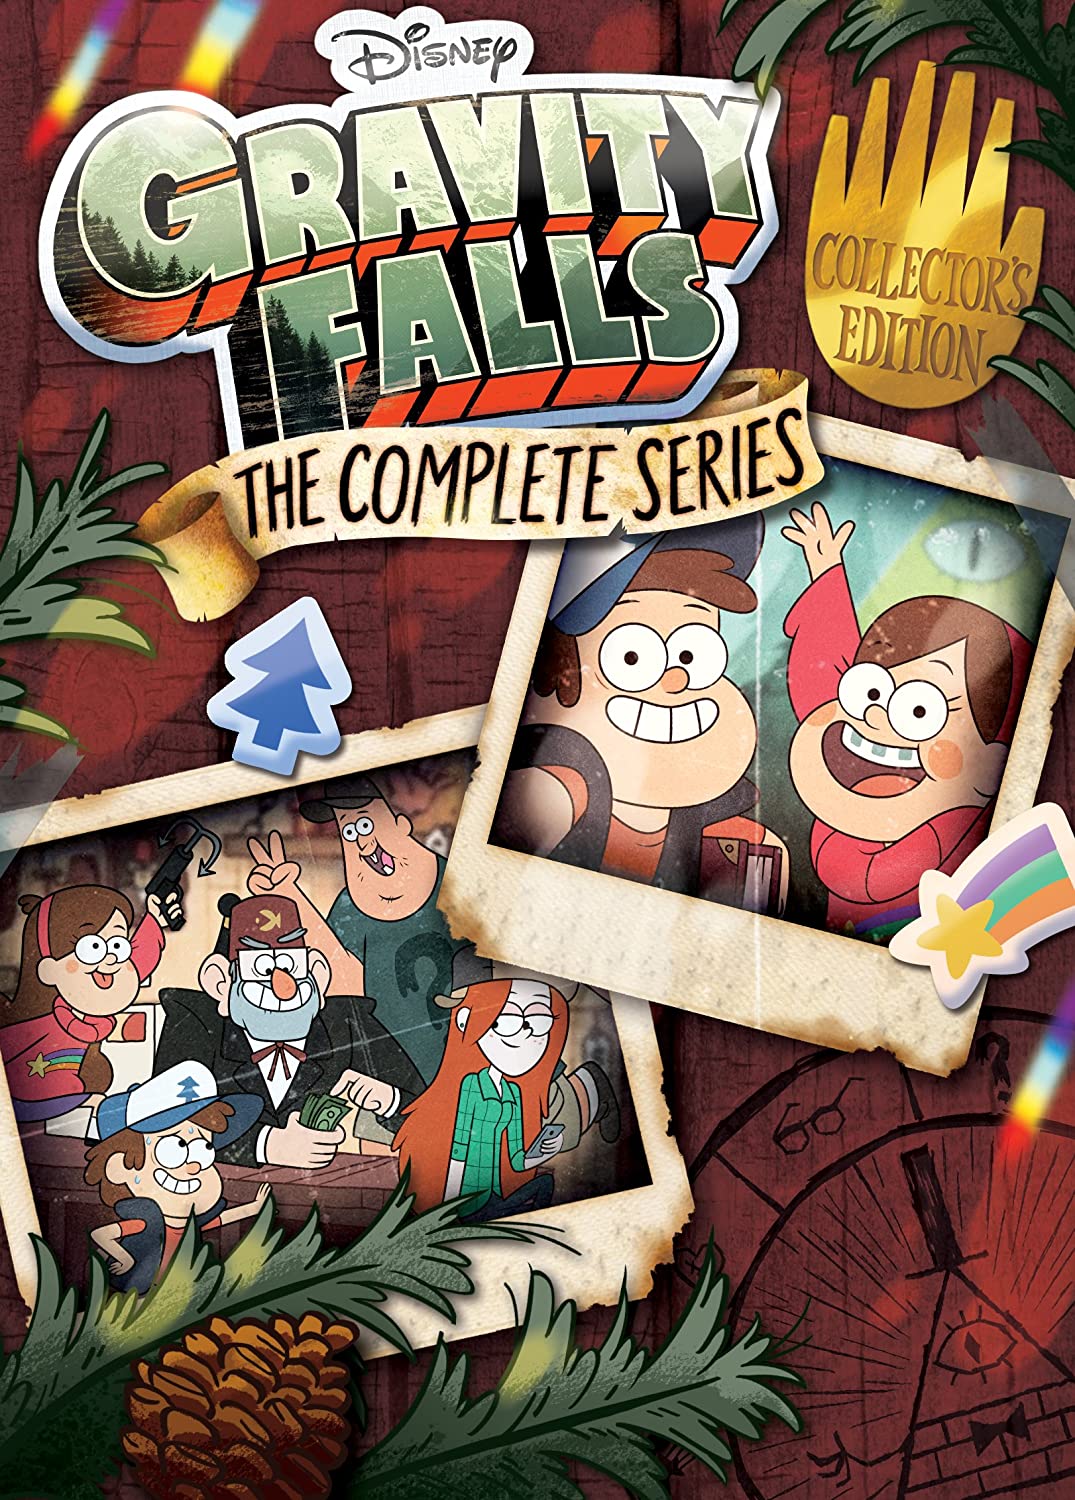 Disney
GRAVITY
FALLS
THE COMPLETE SERIES
COLLECTOR'S
EDITION